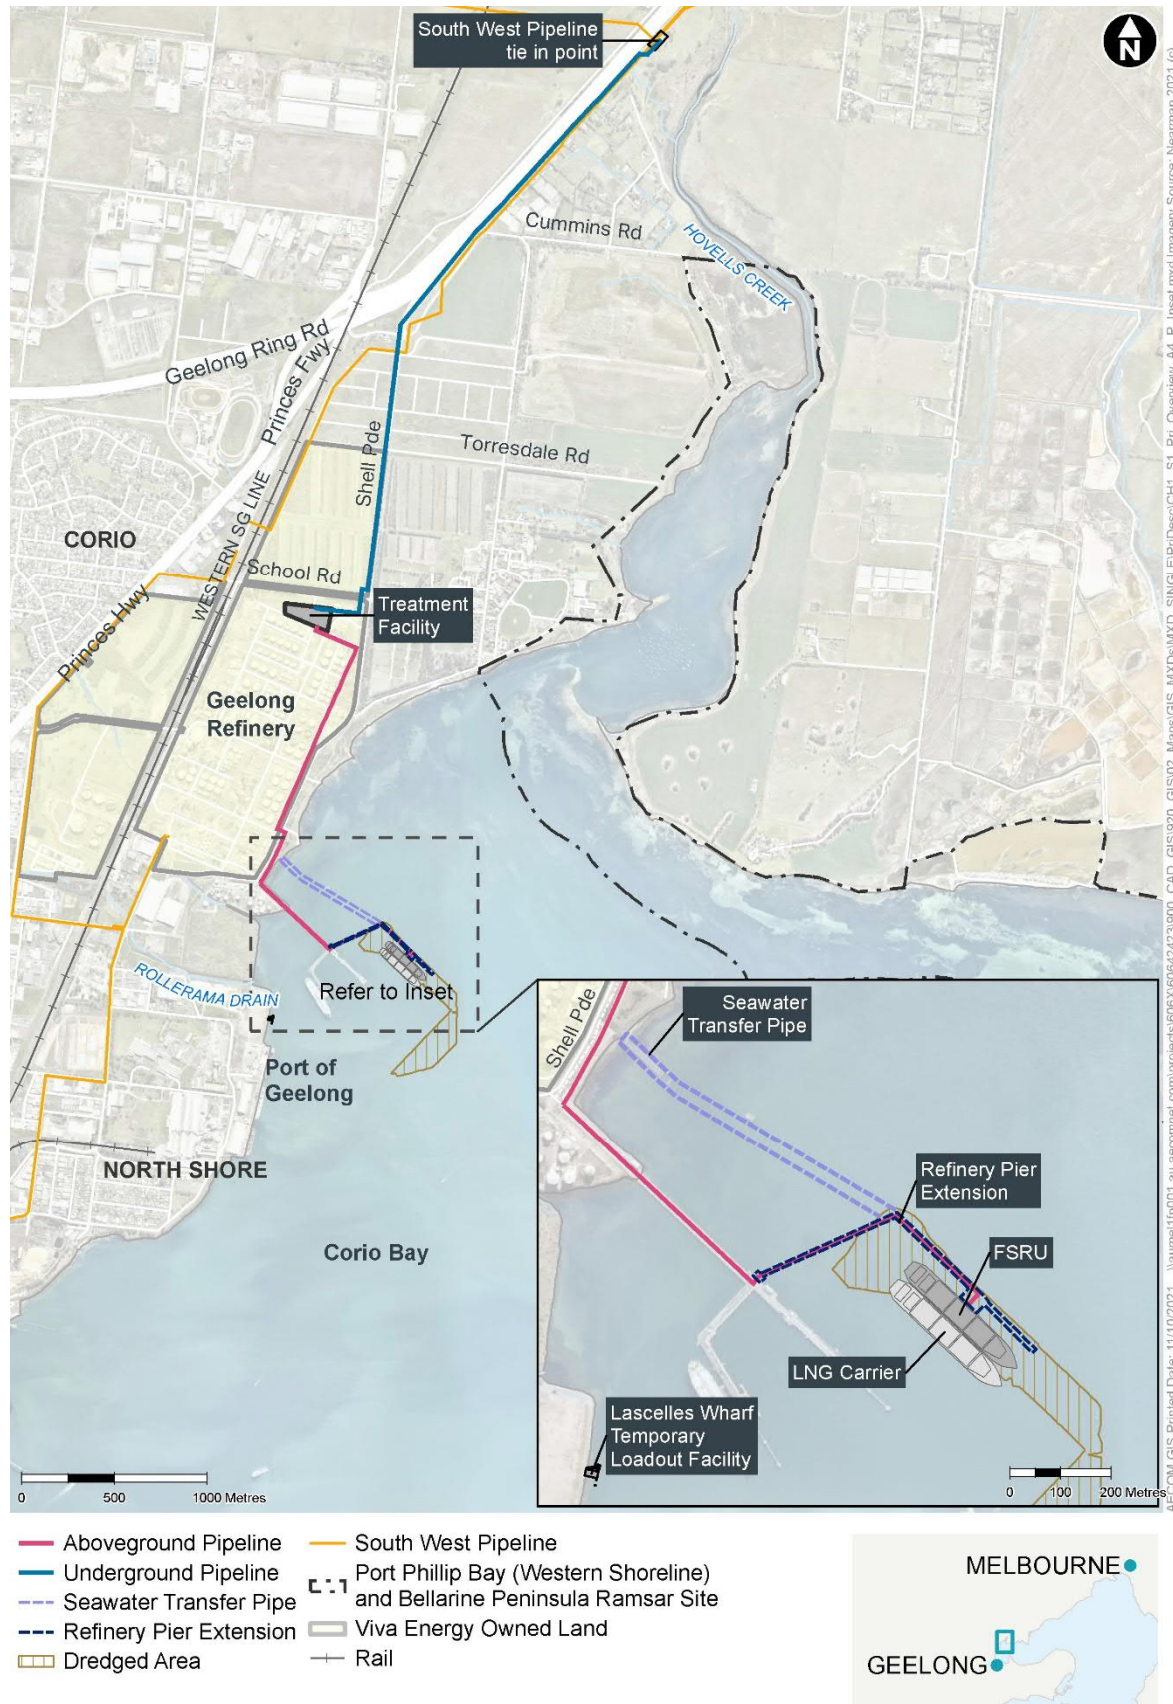 South West Pipeline
tie in point
N
Cummins Rd
HOVELLS CREEK
Geelong Ring Rd
Princes Fwy
Shell Pde
Torresdale Rd
WESTERN SG LINE
CORIO
School Rd
Princes Hwy
Treatment
Facility
Geelong
Refinery
ROLLERAMA DRAIN
Refer to Inset
Port of
Geelong
NORTH SHORE
Corio Bay
Shell Pde
Seawater
Transfer Pipe
Refinery Pier
Extension
FSRU
LNG Carrier
Lascelles Wharf
Temporary
Loadout Facility
0 500 1000 Metres
0 100 200 Metres
Aboveground Pipeline
Underground Pipeline
Seawater Transfer Pipe
Refinery Pier Extension
Dredged Area
South West Pipeline
Port Phillip Bay (Western Shoreline)
and Bellarine Peninsula Ramsar Site
Viva Energy Owned Land
Rail
MELBOURNE
GEELONG